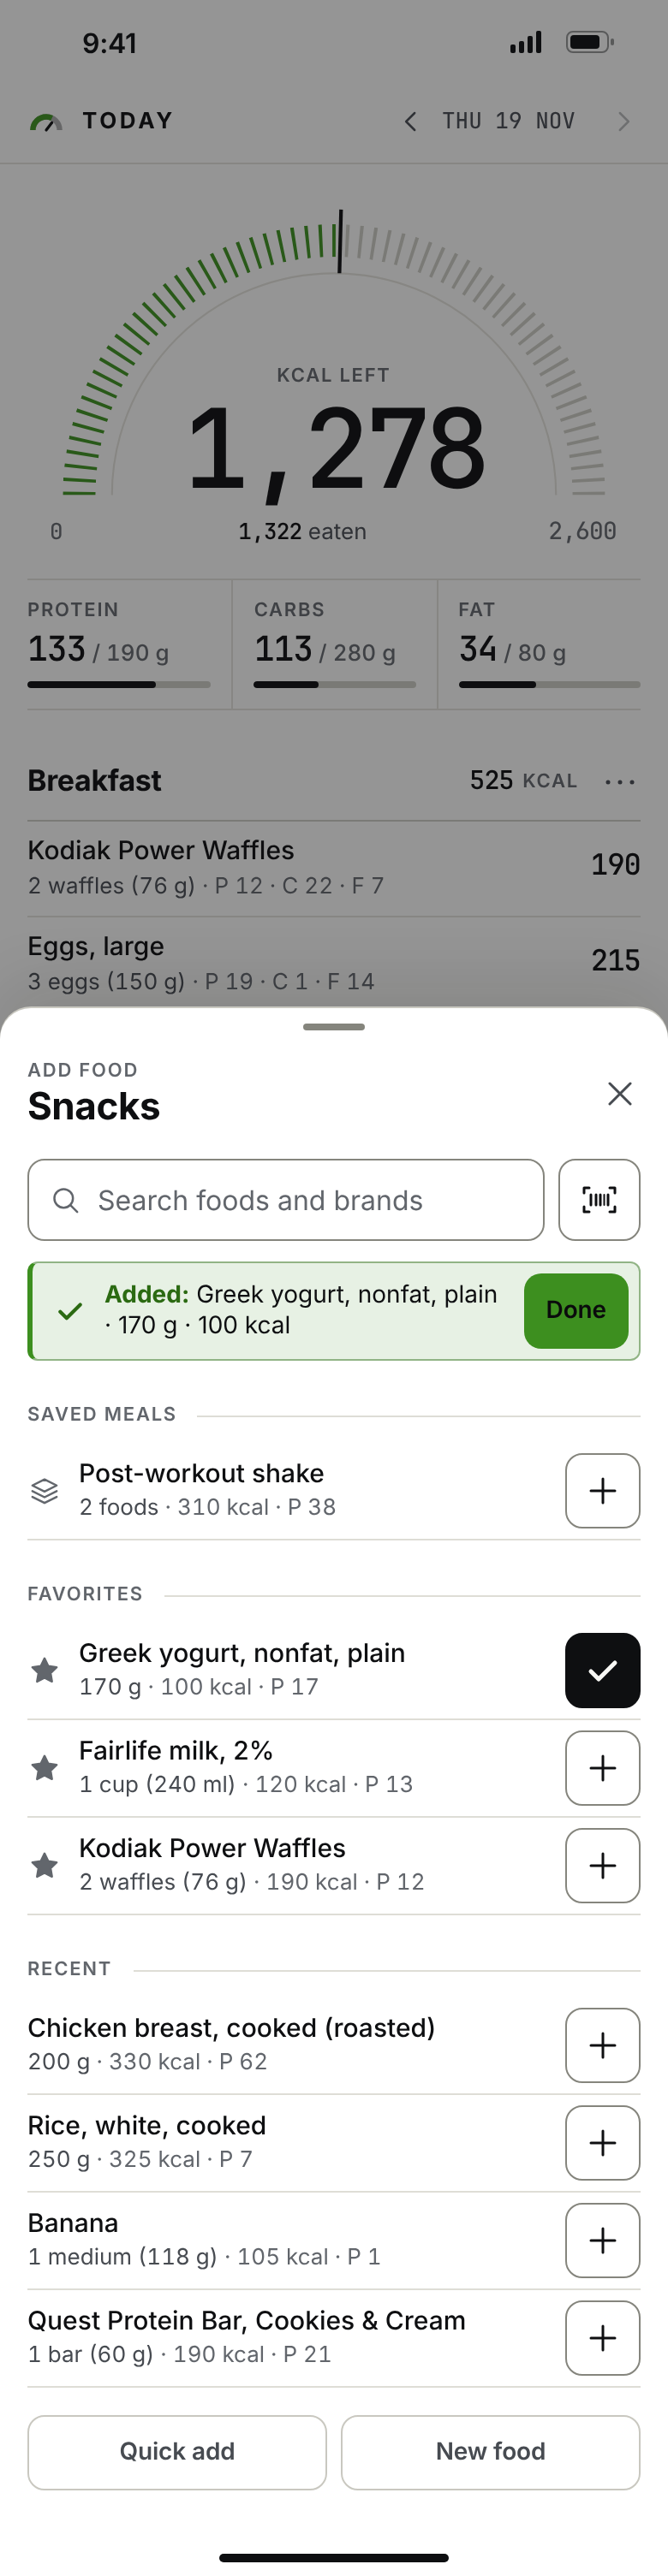 9:41
TODAY
THU 19 NOV
KCAL LEFT
1,278
0
1,322 eaten
2,600
PROTEIN
133 / 190 g
CARBS
113 / 280 g
FAT
34 / 80 g
Breakfast
525 KCAL
Kodiak Power Waffles
2 waffles (76 g) · P 12 · C 22 · F 7
190
Eggs, large
3 eggs (150 g) · P 19 · C 1 · F 14
215
ADD FOOD
Snacks
Search foods and brands
Added: Greek yogurt, nonfat, plain
· 170 g · 100 kcal
Done
SAVED MEALS
Post-workout shake
2 foods · 310 kcal · P 38
FAVORITES
Greek yogurt, nonfat, plain
170 g · 100 kcal · P 17
Fairlife milk, 2%
1 cup (240 ml) · 120 kcal · P 13
Kodiak Power Waffles
2 waffles (76 g) · 190 kcal · P 12
RECENT
Chicken breast, cooked (roasted)
200 g · 330 kcal · P 62
Rice, white, cooked
250 g · 325 kcal · P 7
Banana
1 medium (118 g) · 105 kcal · P 1
Quest Protein Bar, Cookies & Cream
1 bar (60 g) · 190 kcal · P 21
Quick add
New food